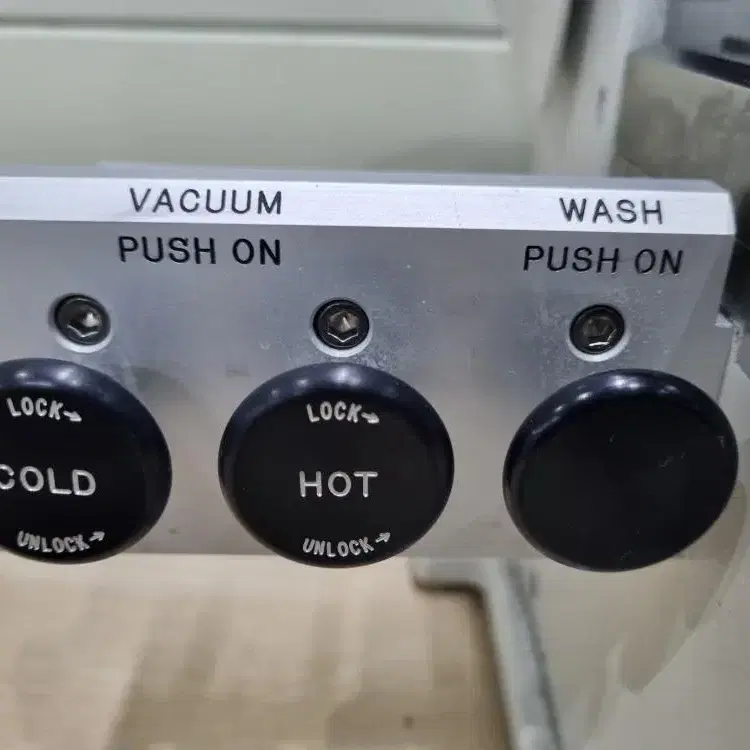 VACUUM
PUSH ON
WASH
PUSH ON
LOCK→
COLD
UNLOCK→
LOCK→
HOT
UNLOCK→